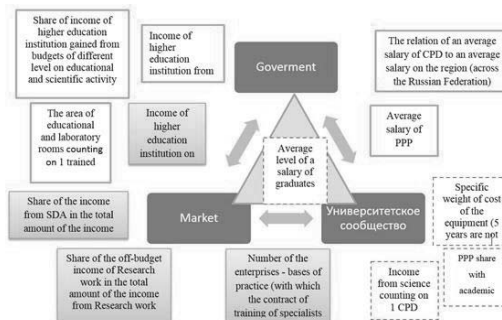 Share of income of
higher education
institution gained from
budgets of different
level on educational
and scientific activity
Income of
higher
education
institution from
Goverment
The relation of an average
salary of CPD to an average
salary on the region (across
the Russian Federation)
The area of
educational
and laboratory
rooms counting
on 1 trained
Income of
higher
education
institution on
Average
salary of
PPP
Average
level of a
salary of
graduates
Share of the income
from SDA in the total
amount of the income
Market
Университетское
сообщество
Specific
weight of cost
of the
equipment (5
years are npt
Share of the off-budget
income of Research
work in the total
amount of the income
from Research work
Number of the
enterprises - bases of
practice (with which
the contract of
training of specialists
Income
from science
counting on
1 CPD
PPP share
with
academic